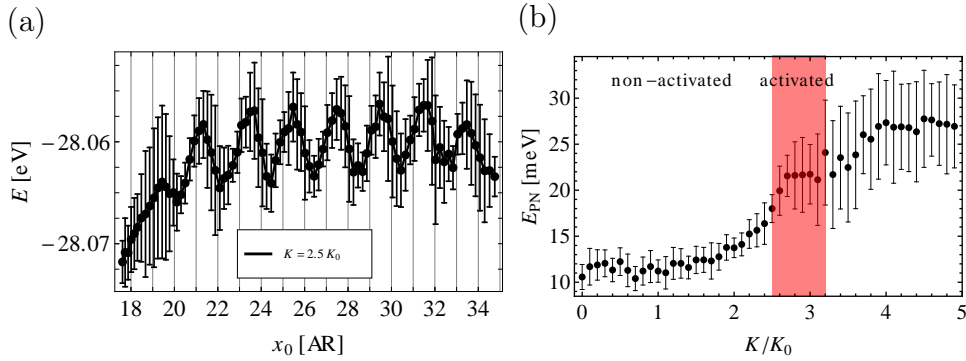 (a)
−28.06
−28.07
E [eV]
K = 2.5 K0
18 20 22 24 26 28 30 32 34
x0 [AR]
(b)
non−activated activated
30
25
20
15
10
EPN [meV]
0 1 2 3 4 5
K/K0